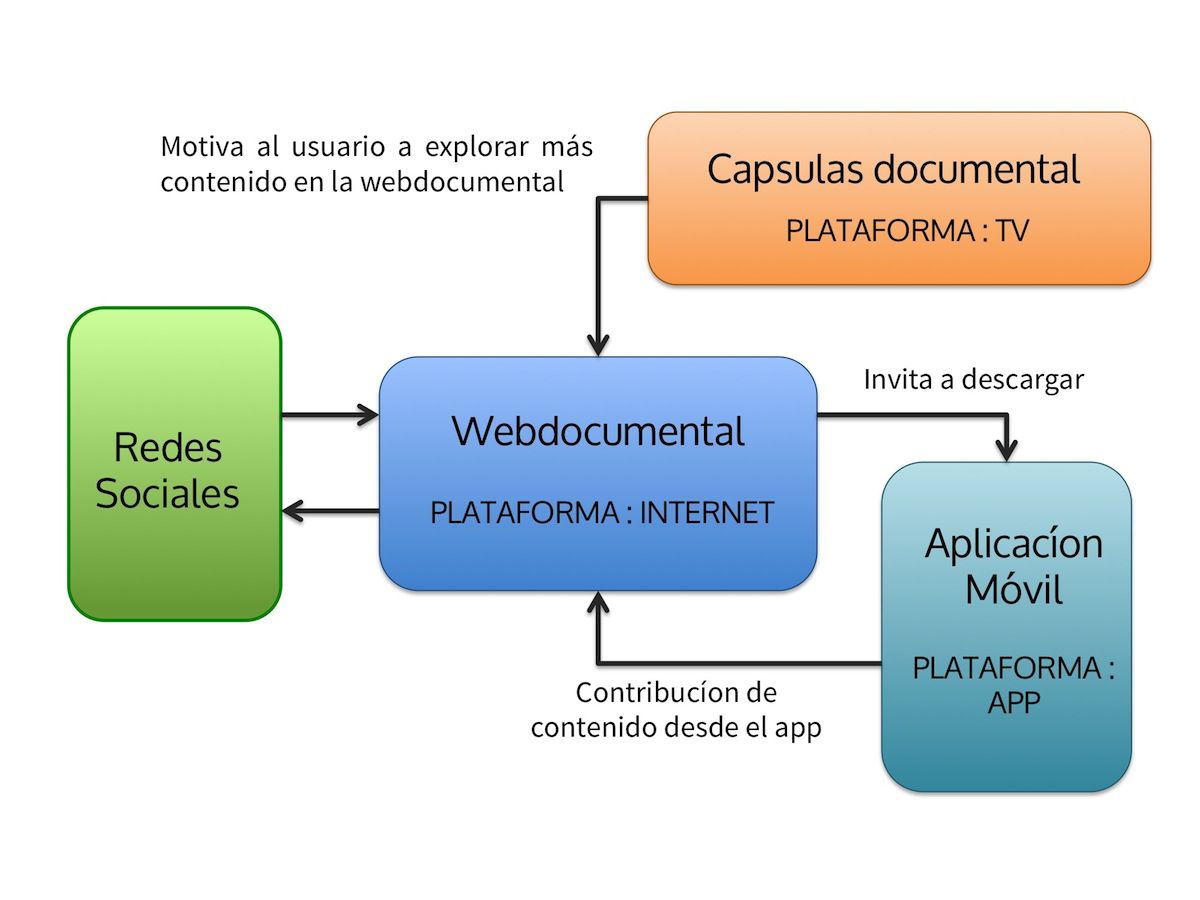 Motiva al usuario a explorar más
contenido en la webdocumental
Capsulas documental
PLATAFORMA : TV
Redes
Sociales
Webdocumental
PLATAFORMA : INTERNET
Invita a descargar
Aplicacíon
Móvil
PLATAFORMA :
APP
Contribucíon de
contenido desde el app